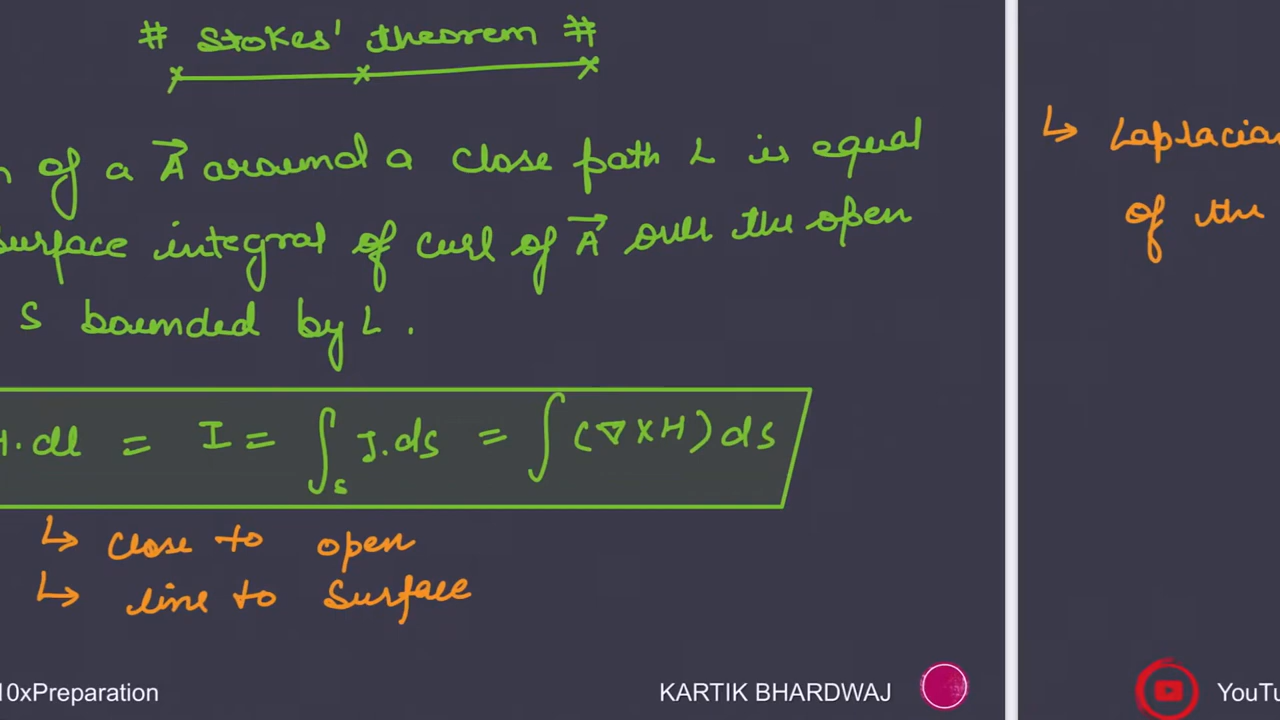 # Stokes' theorem #
n of a A⃗ around a close path L is equal
surface integral of curl of A⃗ over the open
S bounded by L .
H.dl = I = ∫_s J.ds = ∫ (∇ X H) ds
↳ close to open
↳ line to Surface
10xPreparation
KARTIK BHARDWAJ
↳ Laplacian
of the
YouTu